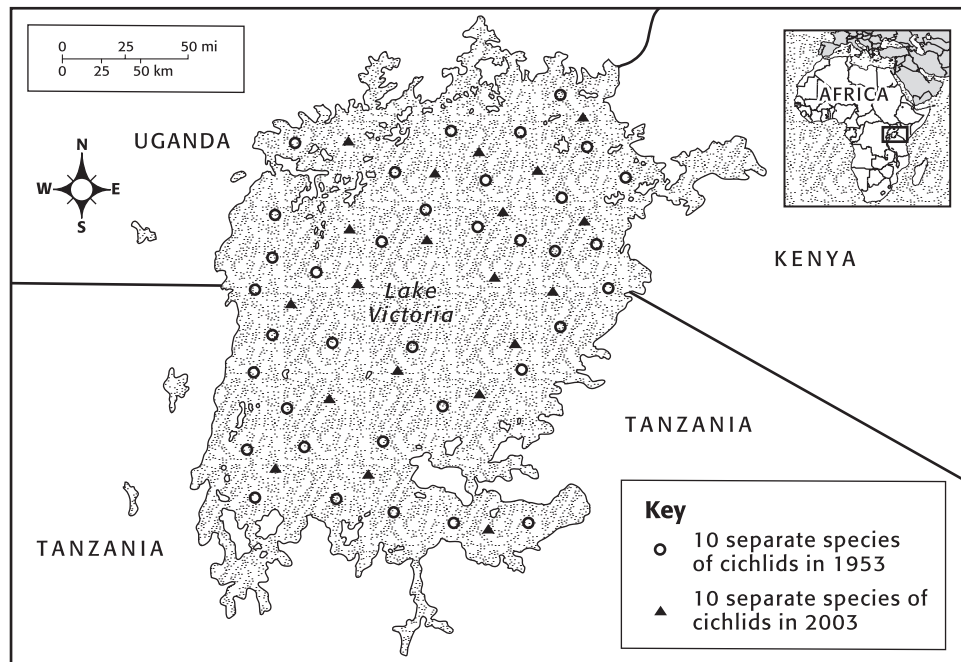 0 25 50 mi
0 25 50 km
UGANDA
AFRICA
N
W E
S
KENYA
Lake
Victoria
TANZANIA
TANZANIA
Key
10 separate species
of cichlids in 1953
10 separate species of
cichlids in 2003